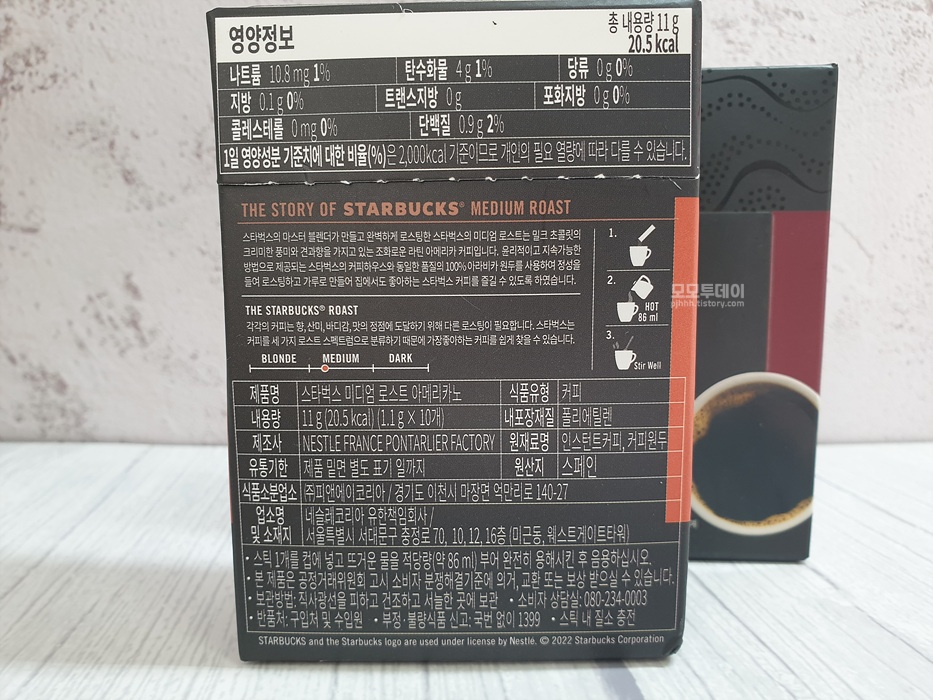 영양정보
총 내용량 11 g
20.5 kcal
나트륨 10.8 mg 1% 탄수화물 4 g 1% 당류 0 g 0%
지방 0.1 g 0% 트랜스지방 0 g 포화지방 0 g 0%
콜레스테롤 0 mg 0% 단백질 0.9 g 2%
1일 영양성분 기준치에 대한 비율(%)은 2,000kcal 기준이므로 개인의 필요 열량에 따라 다를 수 있습니다.
THE STORY OF STARBUCKS® MEDIUM ROAST
스타벅스의 마스터 블렌더가 만들고 완벽하게 로스팅한 스타벅스의 미디엄 로스트는 밀크 초콜릿의
크리미한 풍미와 견과향을 가지고 있는 조화로운 라틴 아메리카 커피입니다. 윤리적이고 지속가능한
방법으로 제공되는 스타벅스의 커피하우스와 동일한 품질의 100% 아라비카 원두를 사용하여 정성을
들여 로스팅하고 가루로 만들어 집에서도 좋아하는 스타벅스 커피를 즐길 수 있도록 하였습니다.
THE STARBUCKS® ROAST
각각의 커피는 향, 산미, 바디감, 맛의 정점에 도달하기 위해 다른 로스팅이 필요합니다. 스타벅스는
커피를 세 가지 로스트 스펙트럼으로 분류하기 때문에 가장좋아하는 커피를 쉽게 찾을 수 있습니다.
BLONDE MEDIUM DARK
1.
2.
HOT
86 ml
3.
Stir Well
모모투데이
pjhhi.tistory.com
제품명 스타벅스 미디엄 로스트 아메리카노 식품유형 커피
내용량 11 g (20.5 kcal) (1.1 g X 10개) 내포장재질 폴리에틸렌
제조사 NESTLE FRANCE PONTARLIER FACTORY 원재료명 인스턴트커피, 커피원두
유통기한 제품 밑면 별도 표기 일까지 원산지 스페인
식품소분업소 ㈜피앤에이코리아 / 경기도 이천시 마장면 억만리로 140-27
업소명 및 소재지 네슬레코리아 유한책임회사 /
서울특별시 서대문구 충정로 70, 10, 12, 16층 (미근동, 웨스트게이트타워)
• 스틱 1개를 컵에 넣고 뜨거운 물을 적당량(약 86 ml) 부어 완전히 용해시킨 후 음용하십시오.
• 본 제품은 공정거래위원회 고시 소비자 분쟁해결기준에 의거, 교환 또는 보상 받으실 수 있습니다.
• 보관방법: 직사광선을 피하고 건조하고 서늘한 곳에 보관 • 소비자 상담실: 080-234-0003
• 반품처: 구입처 및 수입원 • 부정·불량식품 신고: 국번 없이 1399 • 스틱 내 질소 충전
STARBUCKS and the Starbucks logo are used under license by Nestlé. © 2022 Starbucks Corporation